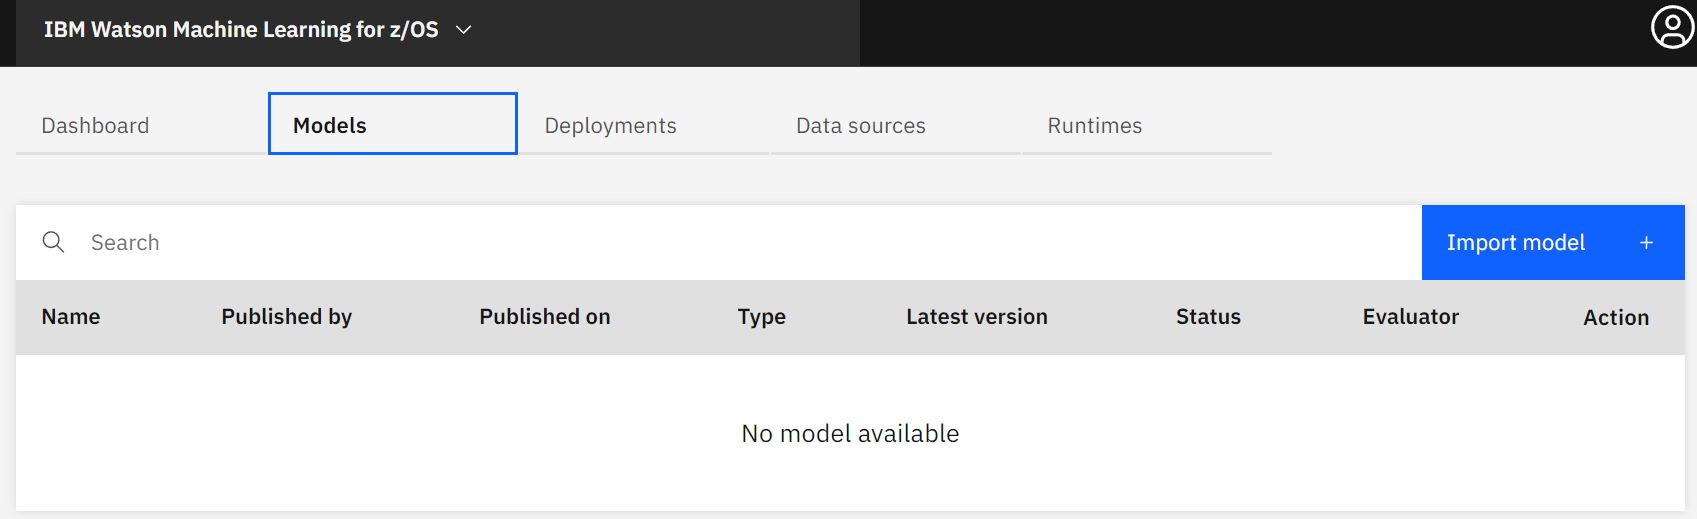 IBM Watson Machine Learning for z/OS
Dashboard Models Deployments Data sources Runtimes
Search Import model +
Name Published by Published on Type Latest version Status Evaluator Action
No model available